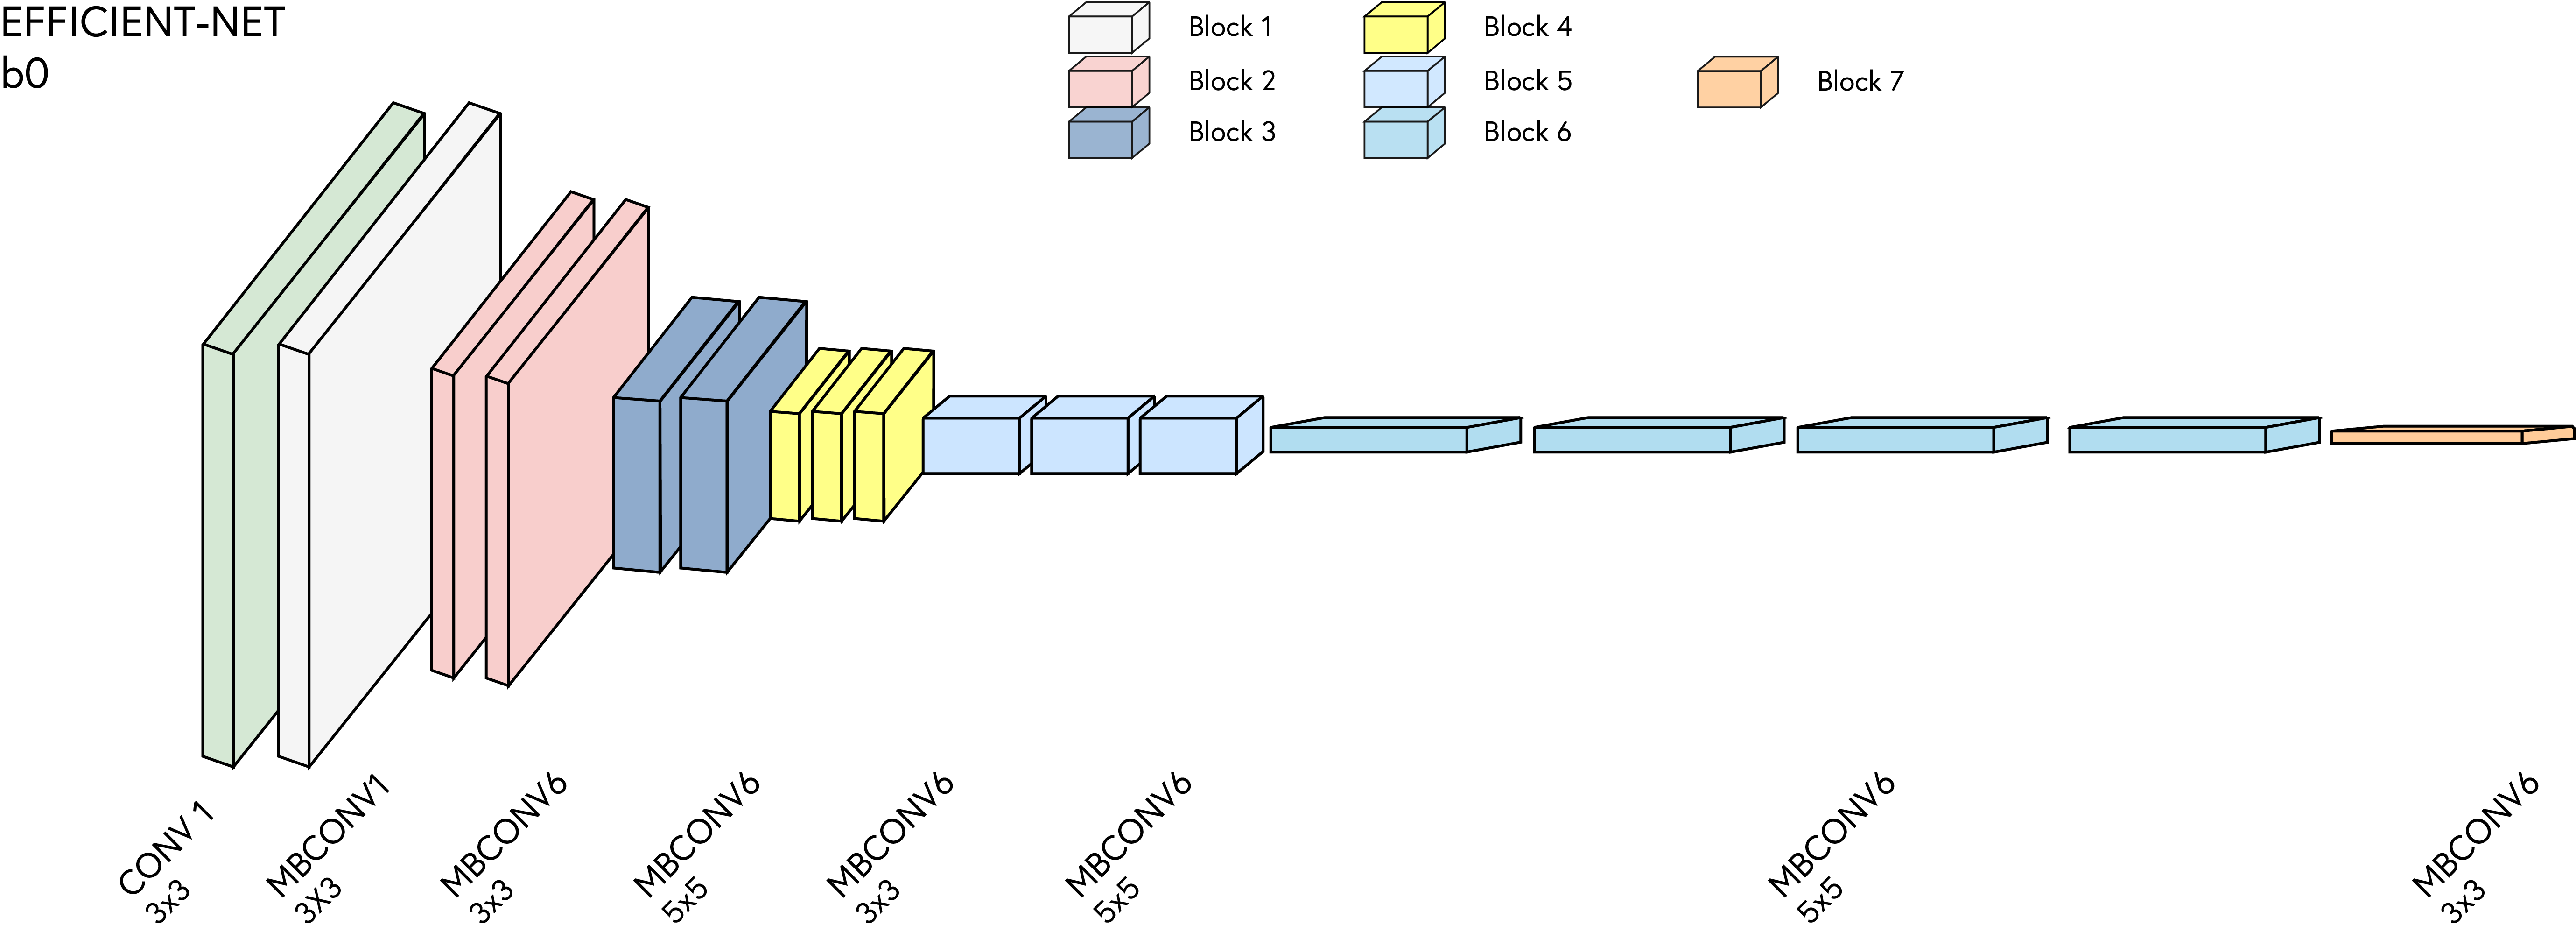 EFFICIENT-NET
b0
Block 1
Block 2
Block 3
Block 4
Block 5
Block 6
Block 7
CONV 1
3x3
MBCONV1
3X3
MBCONV6
3x3
MBCONV6
5x5
MBCONV6
3x3
MBCONV6
5x5
MBCONV6
5x5
MBCONV6
3x3